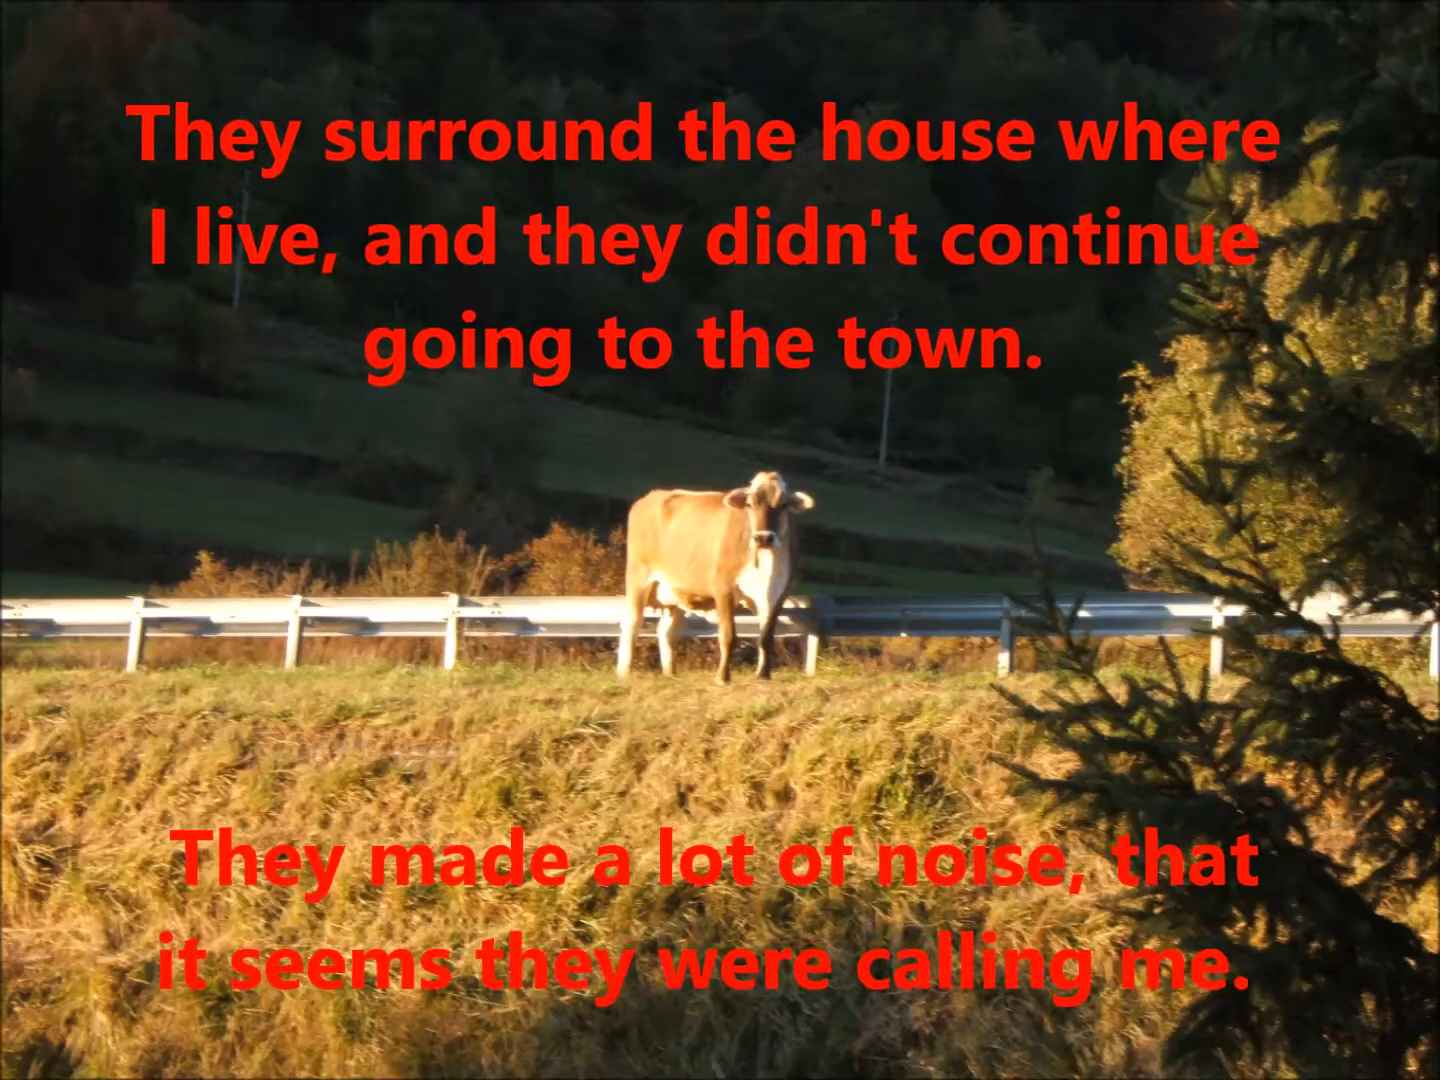 They surround the house where
I live, and they didn't continue
going to the town.
They made a lot of noise, that
it seems they were calling me.